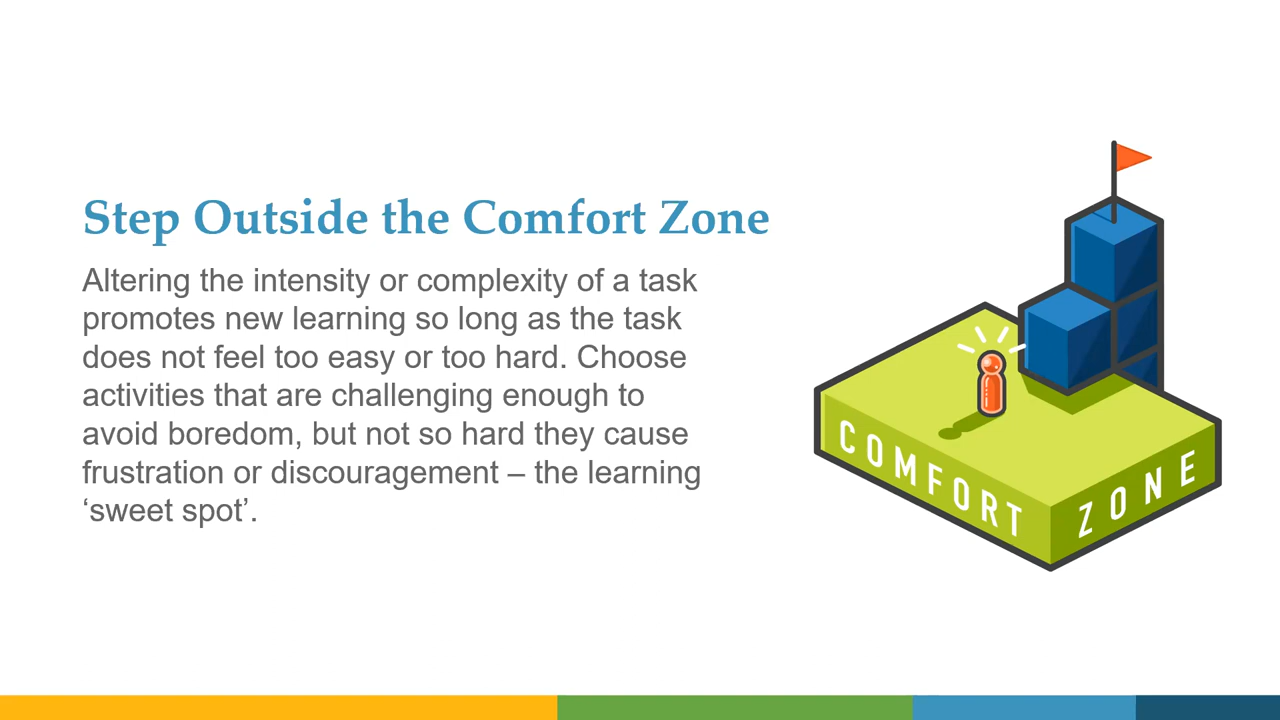 Step Outside the Comfort Zone
Altering the intensity or complexity of a task
promotes new learning so long as the task
does not feel too easy or too hard. Choose
activities that are challenging enough to
avoid boredom, but not so hard they cause
frustration or discouragement – the learning
‘sweet spot’.
COMFORT ZONE